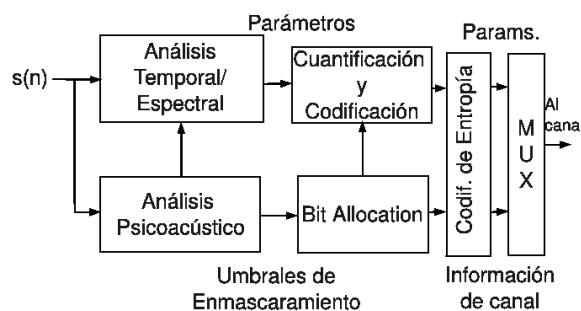 Parámetros
Params.
s(n)
Análisis
Temporal/
Espectral
Cuantificación
y
Codificación
Codif. de Entropía
MUX
Al
cana
Análisis
Psicoacústico
Bit Allocation
Umbrales de
Enmascaramiento
Información
de canal